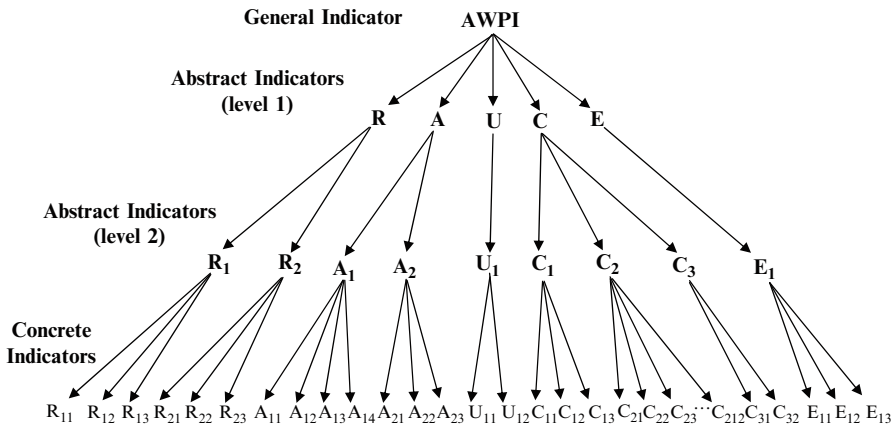 General Indicator AWPI
Abstract Indicators
(level 1)
R A U C E
Abstract Indicators
(level 2)
R₁ R₂ A₁ A₂ U₁ C₁ C₂ C₃ E₁
Concrete
Indicators
R₁₁ R₁₂ R₁₃ R₂₁ R₂₂ R₂₃ A₁₁ A₁₂ A₁₃ A₁₄ A₂₁ A₂₂ A₂₃ U₁₁ U₁₂ C₁₁ C₁₂ C₁₃ C₂₁ C₂₂ C₂₃ ... C₂₁₂ C₃₁ C₃₂ E₁₁ E₁₂ E₁₃